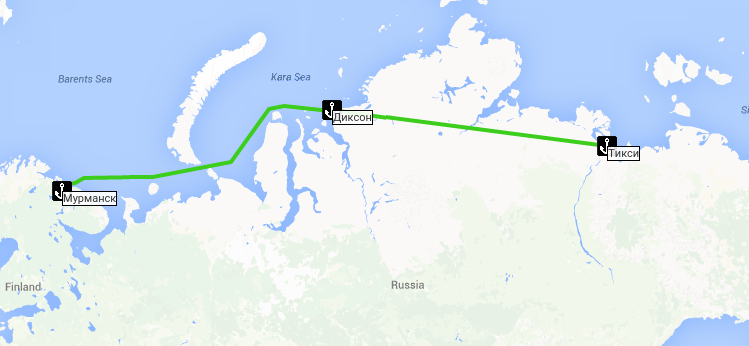 Barents Sea
Kara Sea
Диксон
Тикси
Мурманск
Finland
Russia